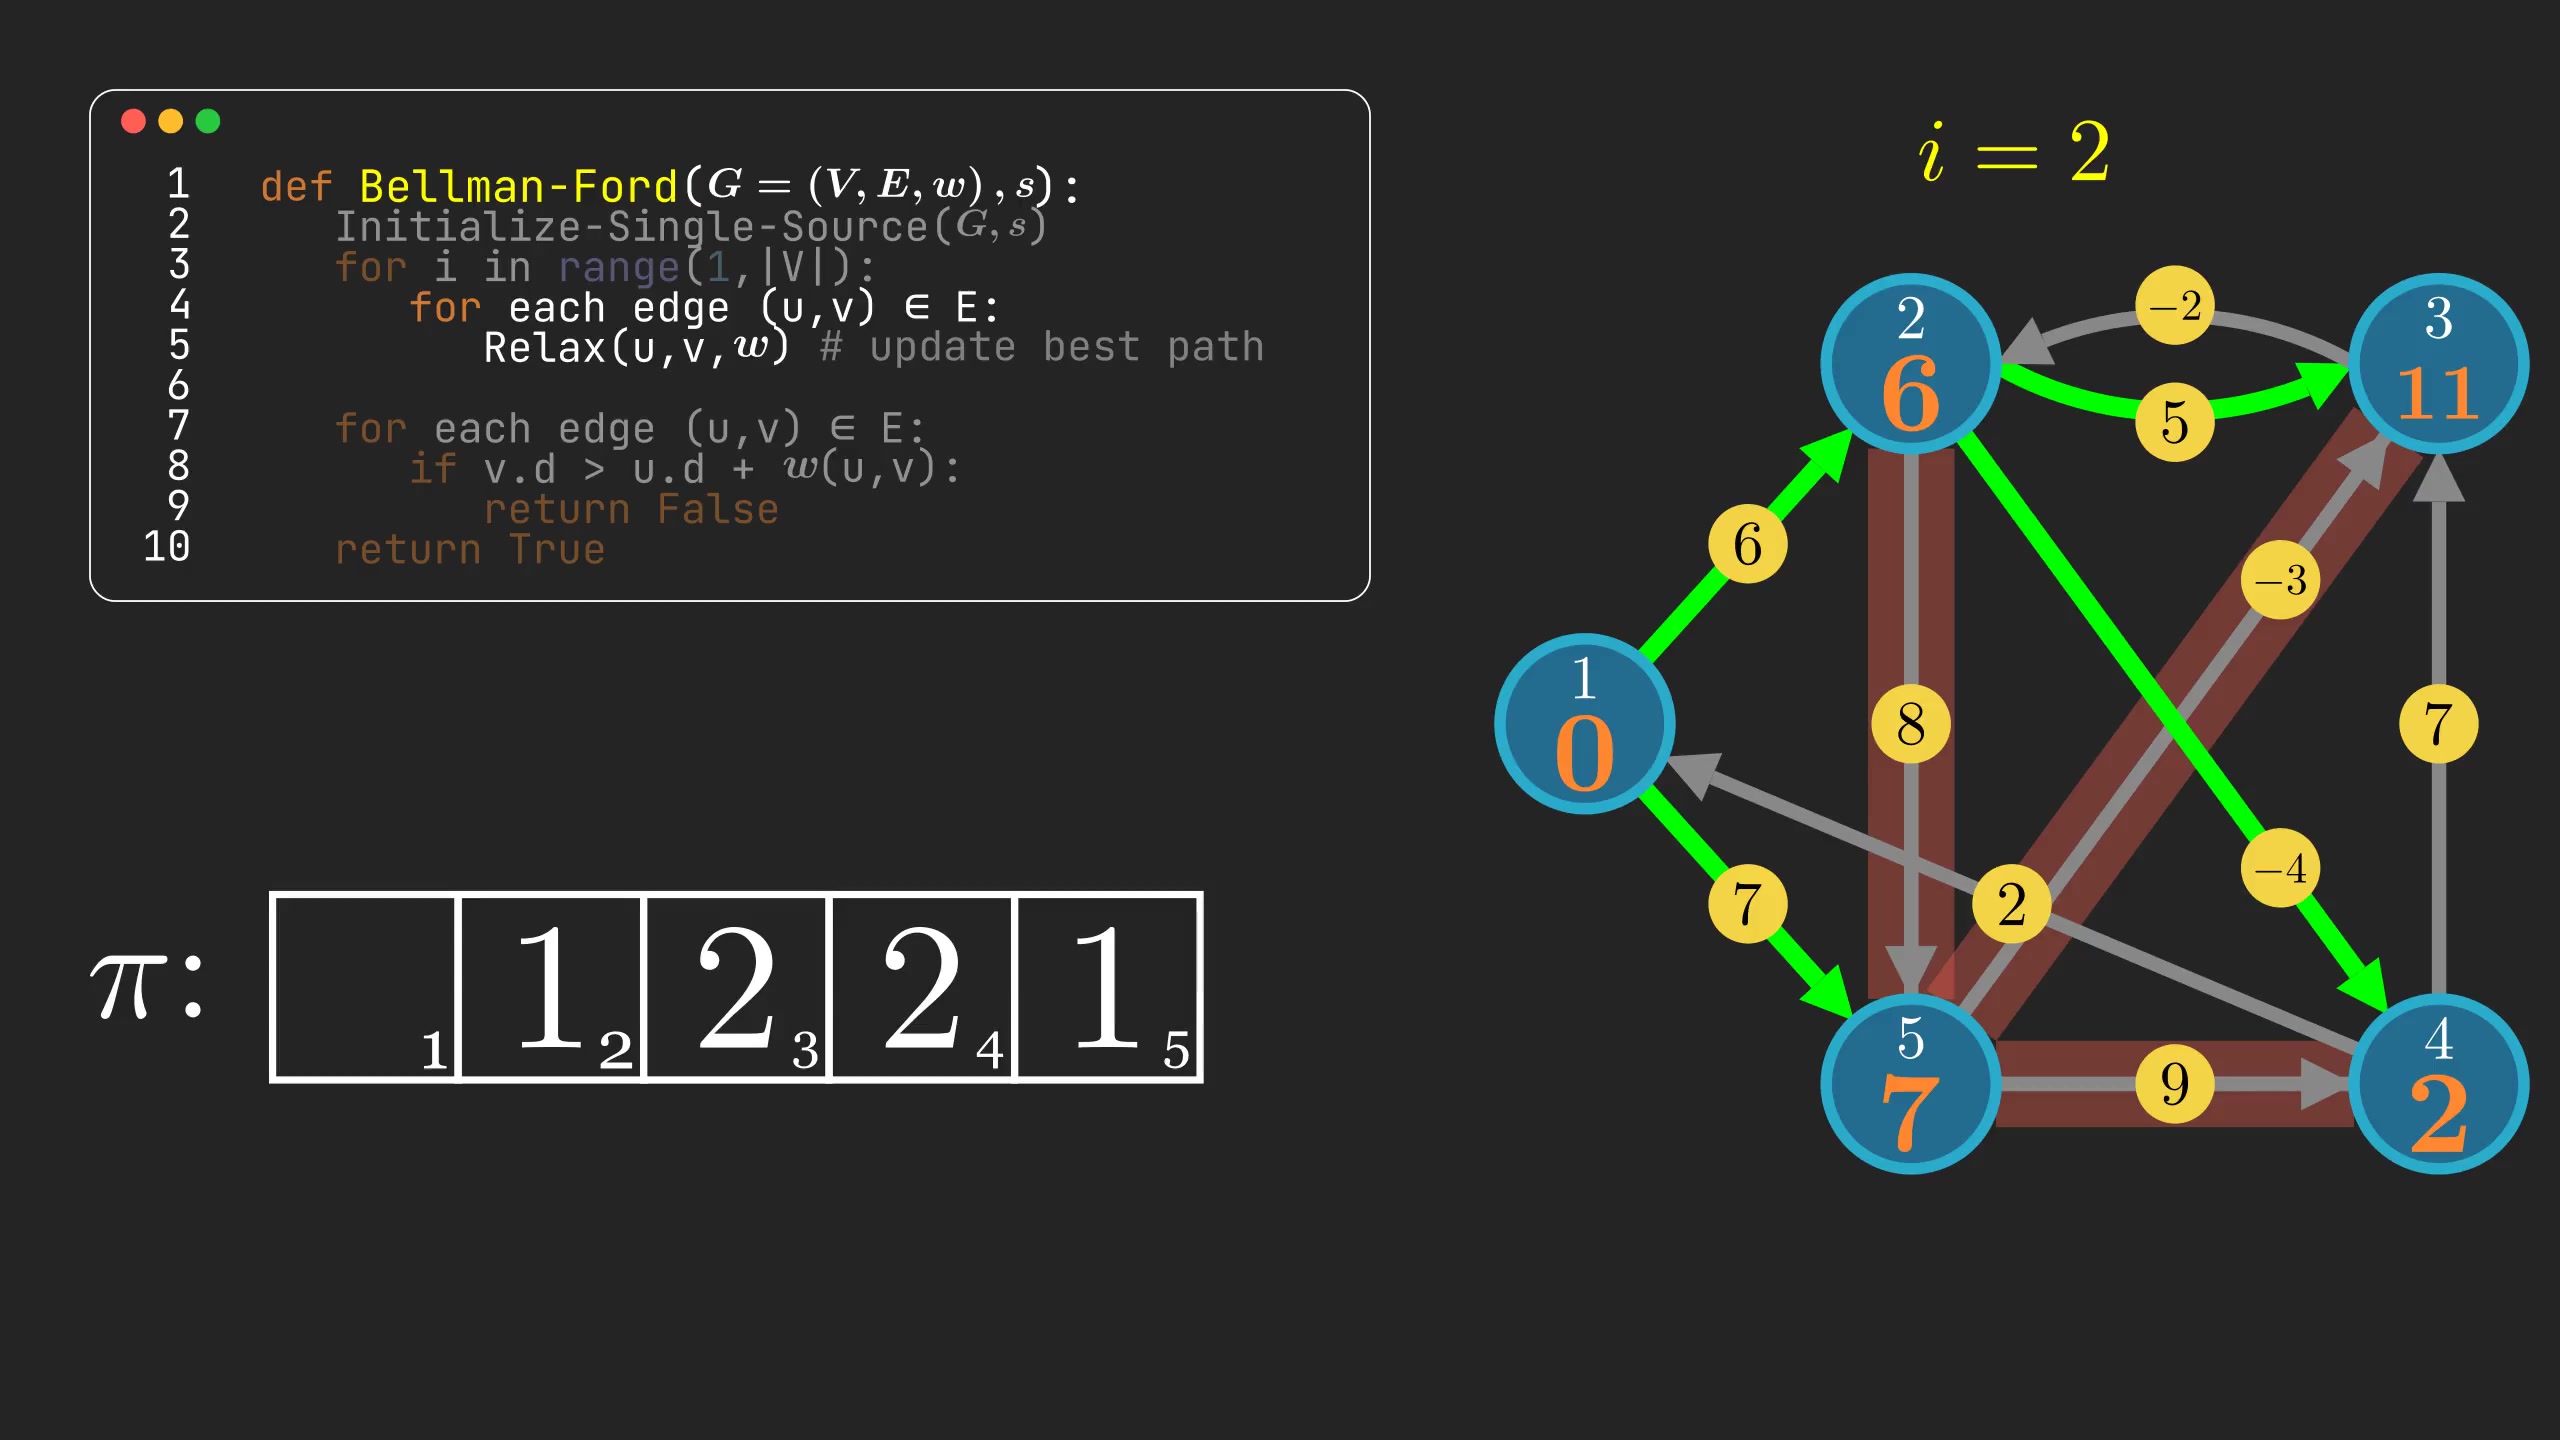 1 def Bellman-Ford(G = (V, E, w), s):
2 Initialize-Single-Source(G, s)
3 for i in range(1,|V|):
4 for each edge (u,v) ∈ E:
5 Relax(u,v,w) # update best path
6
7 for each edge (u,v) ∈ E:
8 if v.d > u.d + w(u,v):
9 return False
10 return True
i = 2
2
6
3
11
−2
5
6
−3
1
0
8
7
7
2
−4
5
7
9
4
2
π:
1
1 2
2 3
2 4
1 5